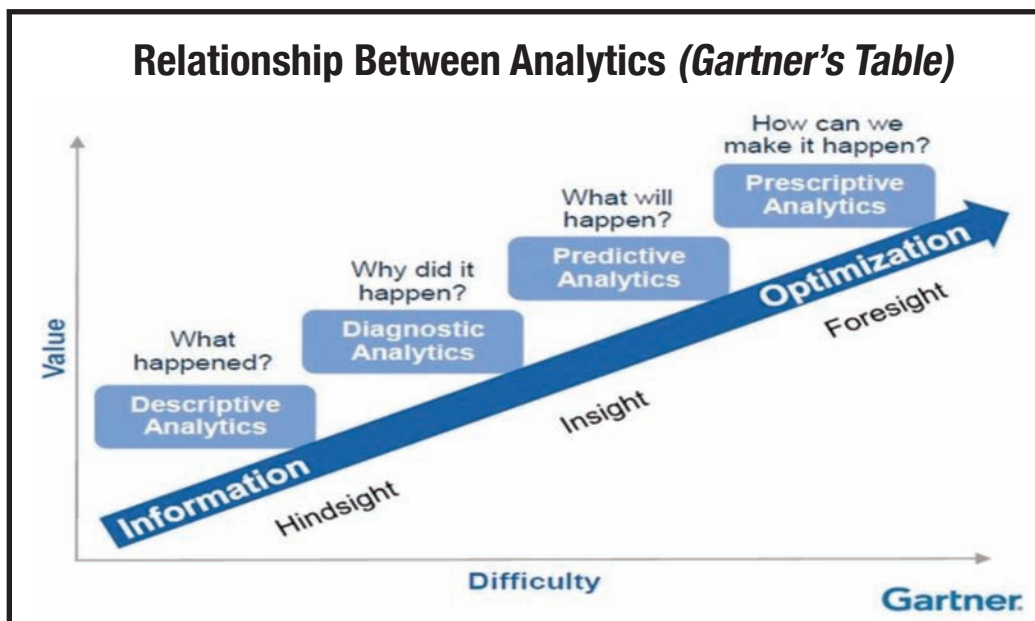 Relationship Between Analytics (Gartner's Table)
How can we
make it happen?
Prescriptive
Analytics
What will
happen?
Predictive
Analytics
Why did it
happen?
Diagnostic
Analytics
What
happened?
Descriptive
Analytics
Value
Information
Optimization
Hindsight
Insight
Foresight
Difficulty
Gartner.